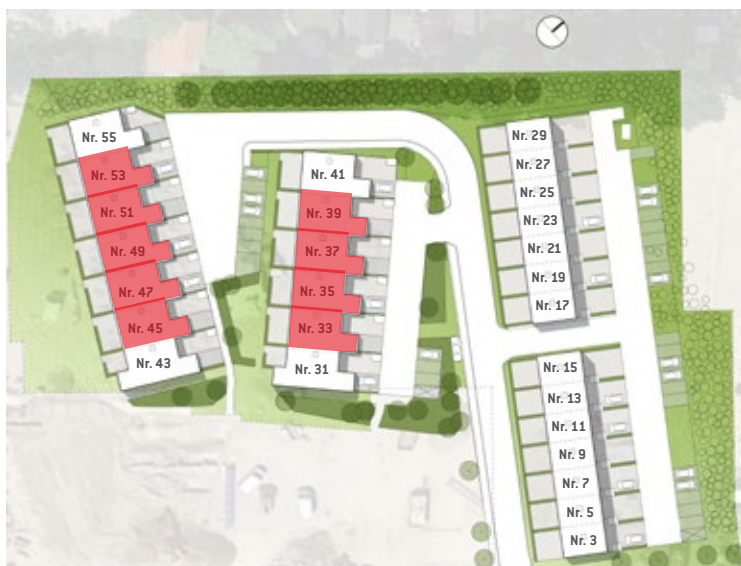 Nr. 55
Nr. 53
Nr. 51
Nr. 49
Nr. 47
Nr. 45
Nr. 43
Nr. 41
Nr. 39
Nr. 37
Nr. 35
Nr. 33
Nr. 31
Nr. 29
Nr. 27
Nr. 25
Nr. 23
Nr. 21
Nr. 19
Nr. 17
Nr. 15
Nr. 13
Nr. 11
Nr. 9
Nr. 7
Nr. 5
Nr. 3